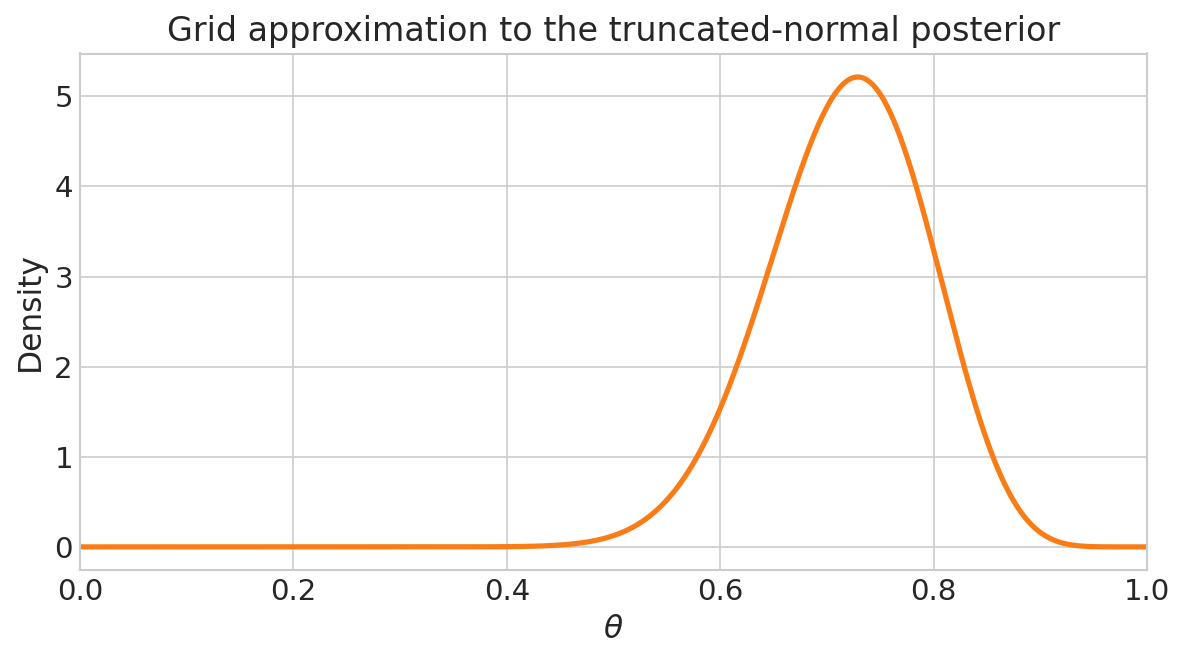 Grid approximation to the truncated-normal posterior
Density
5
4
3
2
1
0
0.0 0.2 0.4 0.6 0.8 1.0
θ